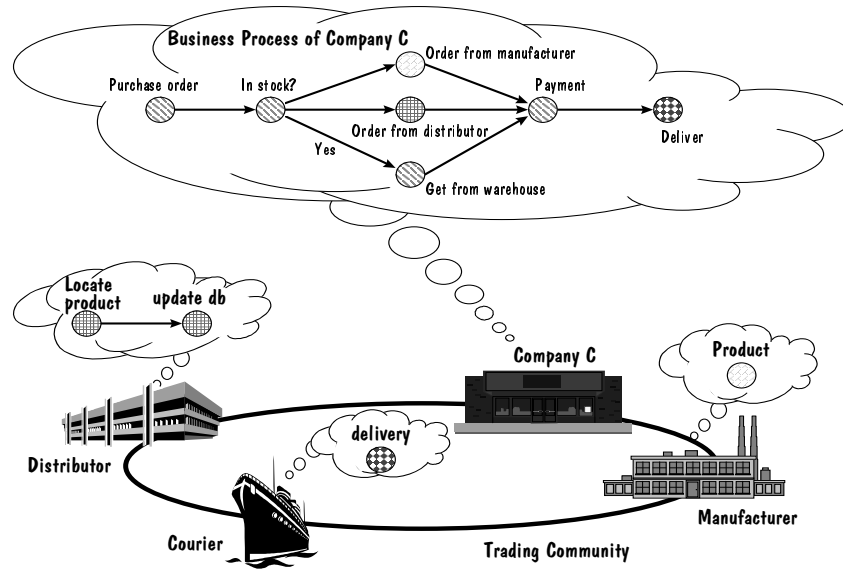 Business Process of Company C
Order from manufacturer
Purchase order
In stock?
Payment
Order from distributor
Deliver
Yes
Get from warehouse
Locate
product
update db
Company C
Product
delivery
Distributor
Manufacturer
Courier
Trading Community